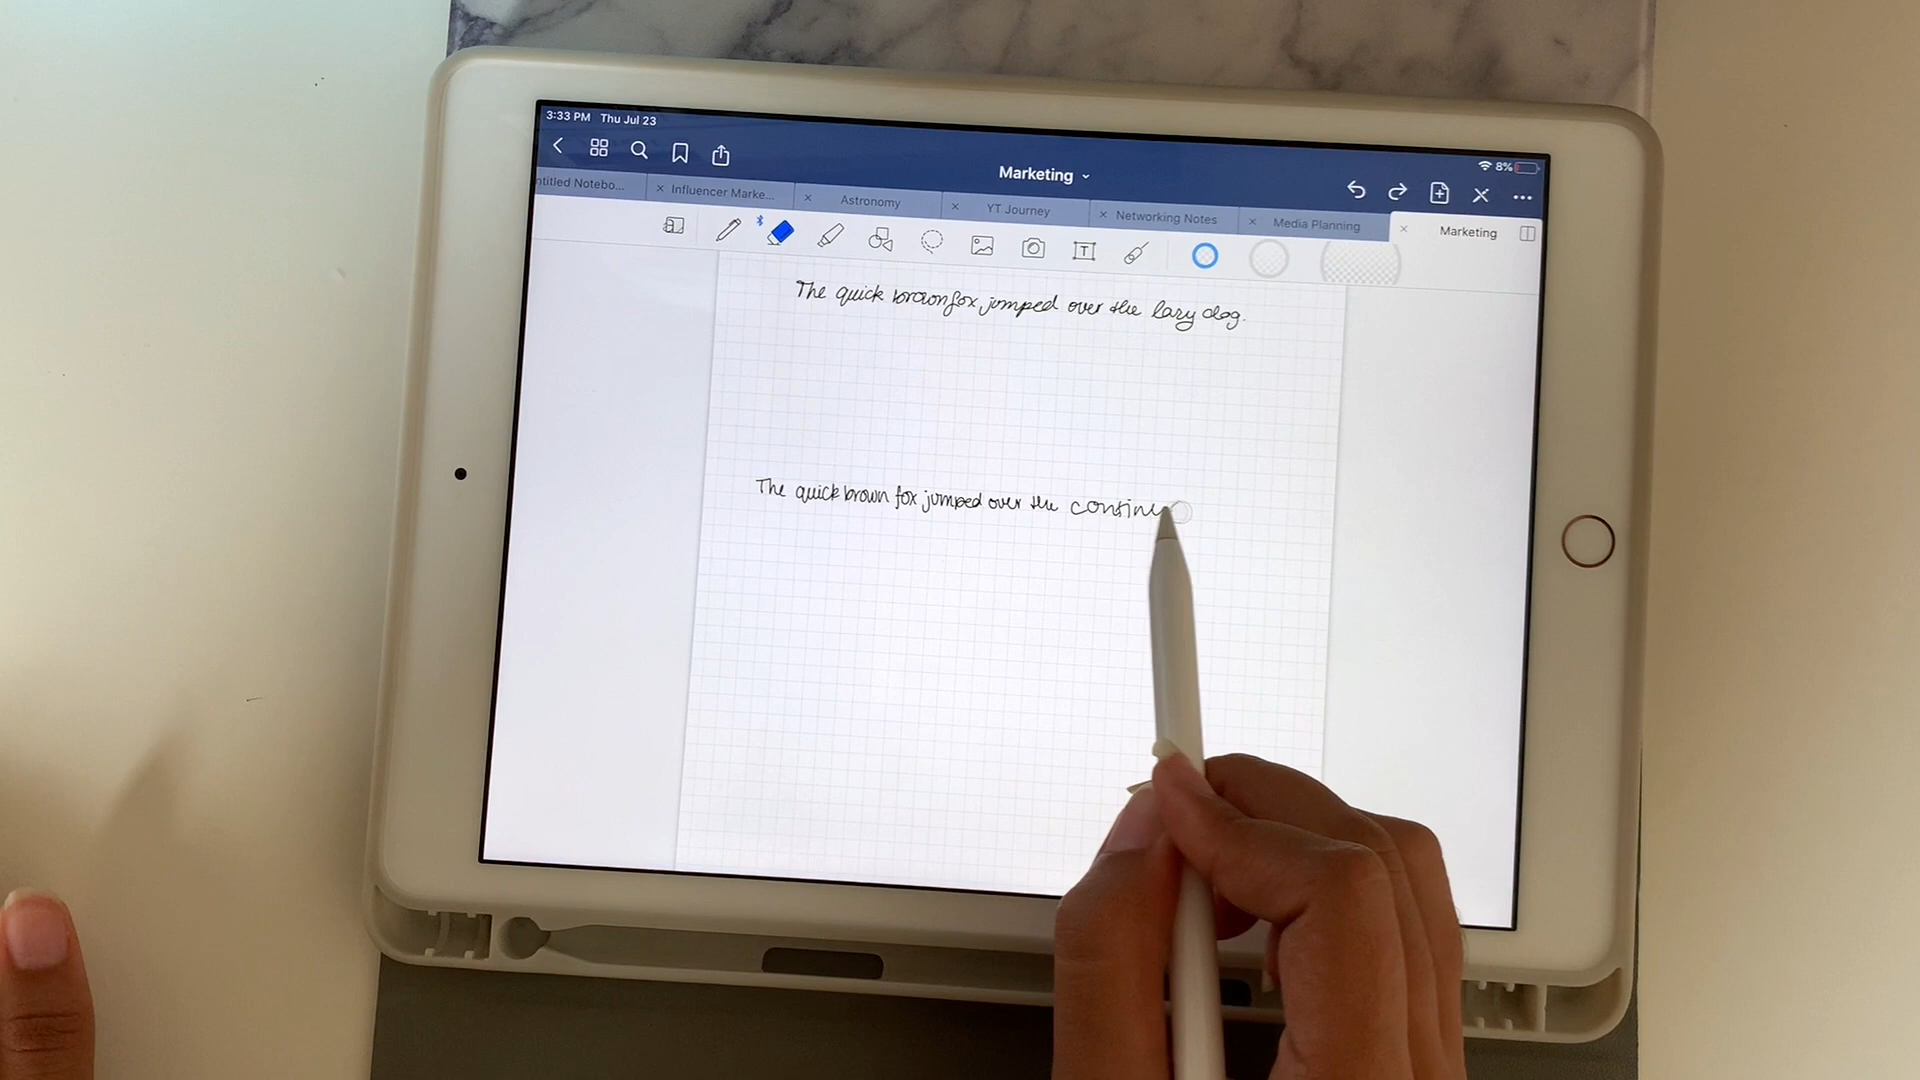 3:33 PM Thu Jul 23
8%
Marketing
ntitled Notebo...
Influencer Marke...
Astronomy
YT Journey
Networking Notes
Media Planning
Marketing
T
The quick brown fox jumped over the lazy dog.
The quick brown fox jumped over the